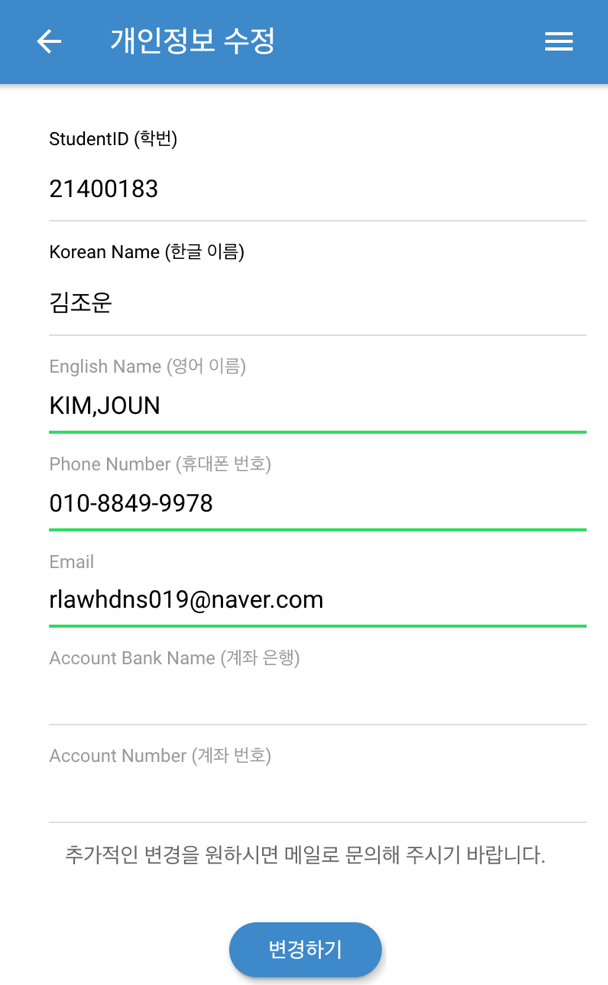 개인정보 수정
StudentID (학번)
21400183
Korean Name (한글 이름)
김조운
English Name (영어 이름)
KIM,JOUN
Phone Number (휴대폰 번호)
010-8849-9978
Email
rlawhdns019@naver.com
Account Bank Name (계좌 은행)
Account Number (계좌 번호)
추가적인 변경을 원하시면 메일로 문의해 주시기 바랍니다.
변경하기